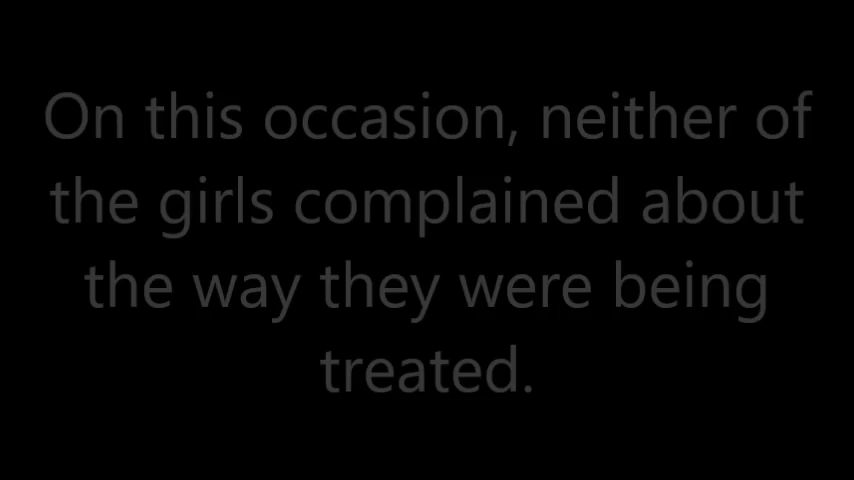 On this occasion, neither of
the girls complained about
the way they were being
treated.